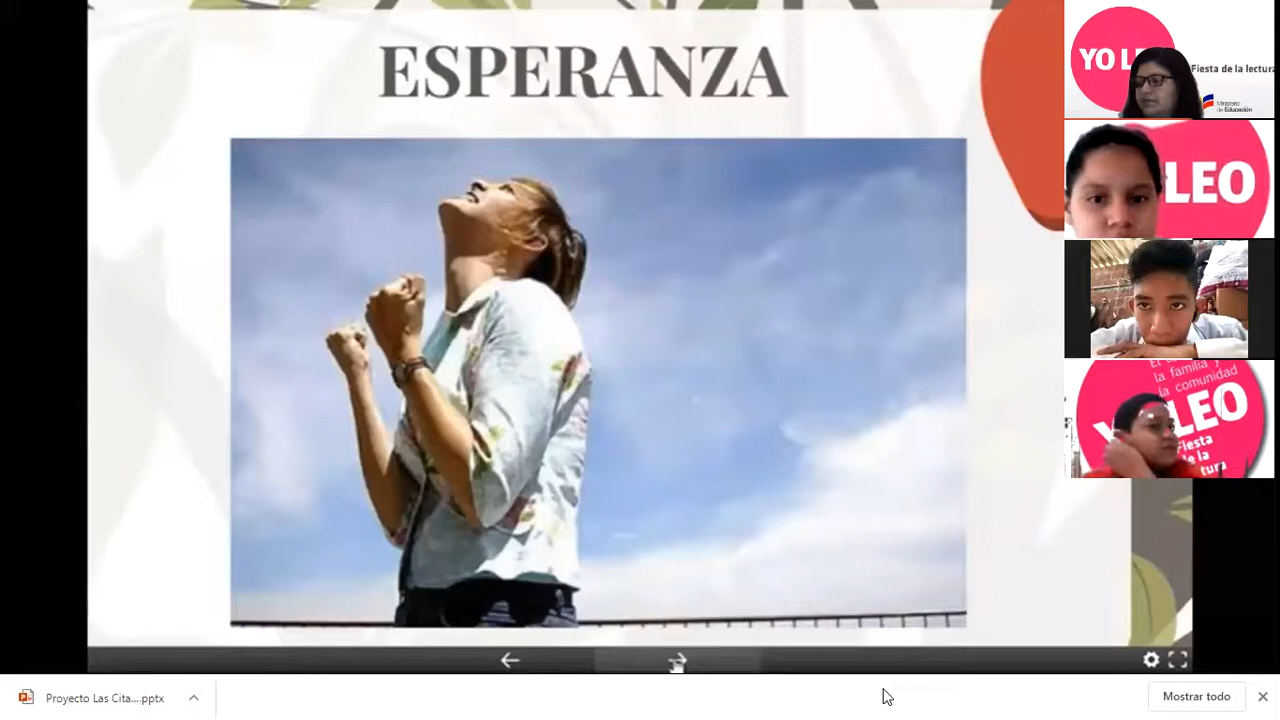 ESPERANZA
YO LE
Fiesta de la lectura
Ministerio
de Educación
LEO
la familia y
la comunidad
LEO
Fiesta
de la
tura
Proyecto Las Cita....pptx
Mostrar todo